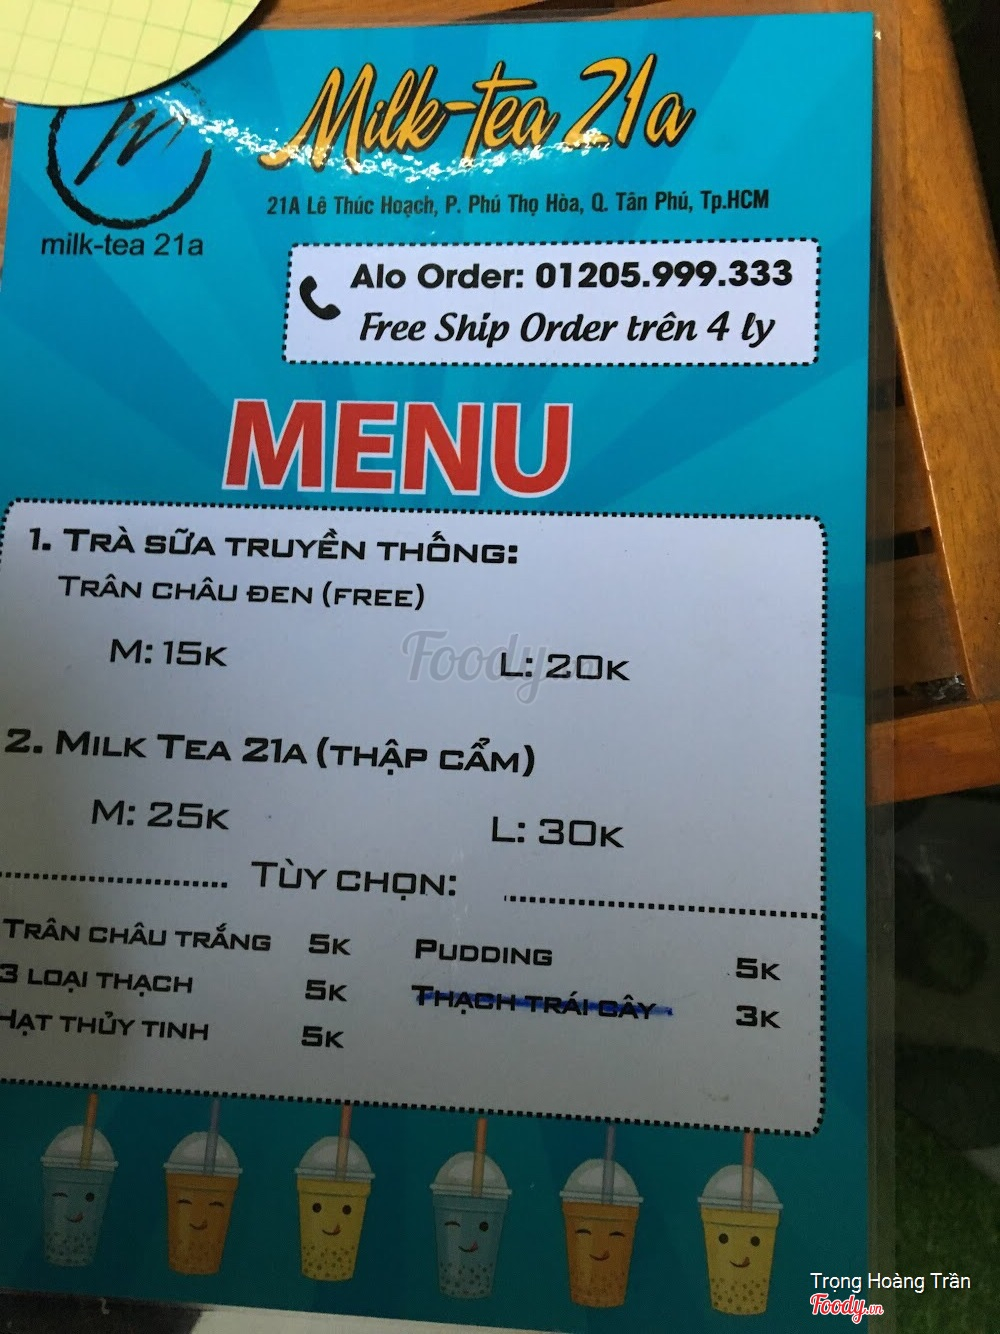 Milk-tea 21a
21A Lê Thúc Hoạch, P. Phú Thọ Hòa, Q. Tân Phú, Tp.HCM
milk-tea 21a
Alo Order: 01205.999.333
Free Ship Order trên 4 ly
MENU
1. TRÀ SỮA TRUYỀN THỐNG:
TRÂN CHÂU ĐEN (FREE)
M: 15K L: 20K
Foody.vn
2. MILK TEA 21A (THẬP CẨM)
M: 25K L: 30K
TÙY CHỌN:
TRÂN CHÂU TRẮNG 5K PUDDING 5K
3 LOẠI THẠCH 5K THẠCH TRÁI CÂY 3K
HẠT THỦY TINH 5K
Trọng Hoàng Trần
Foody.vn